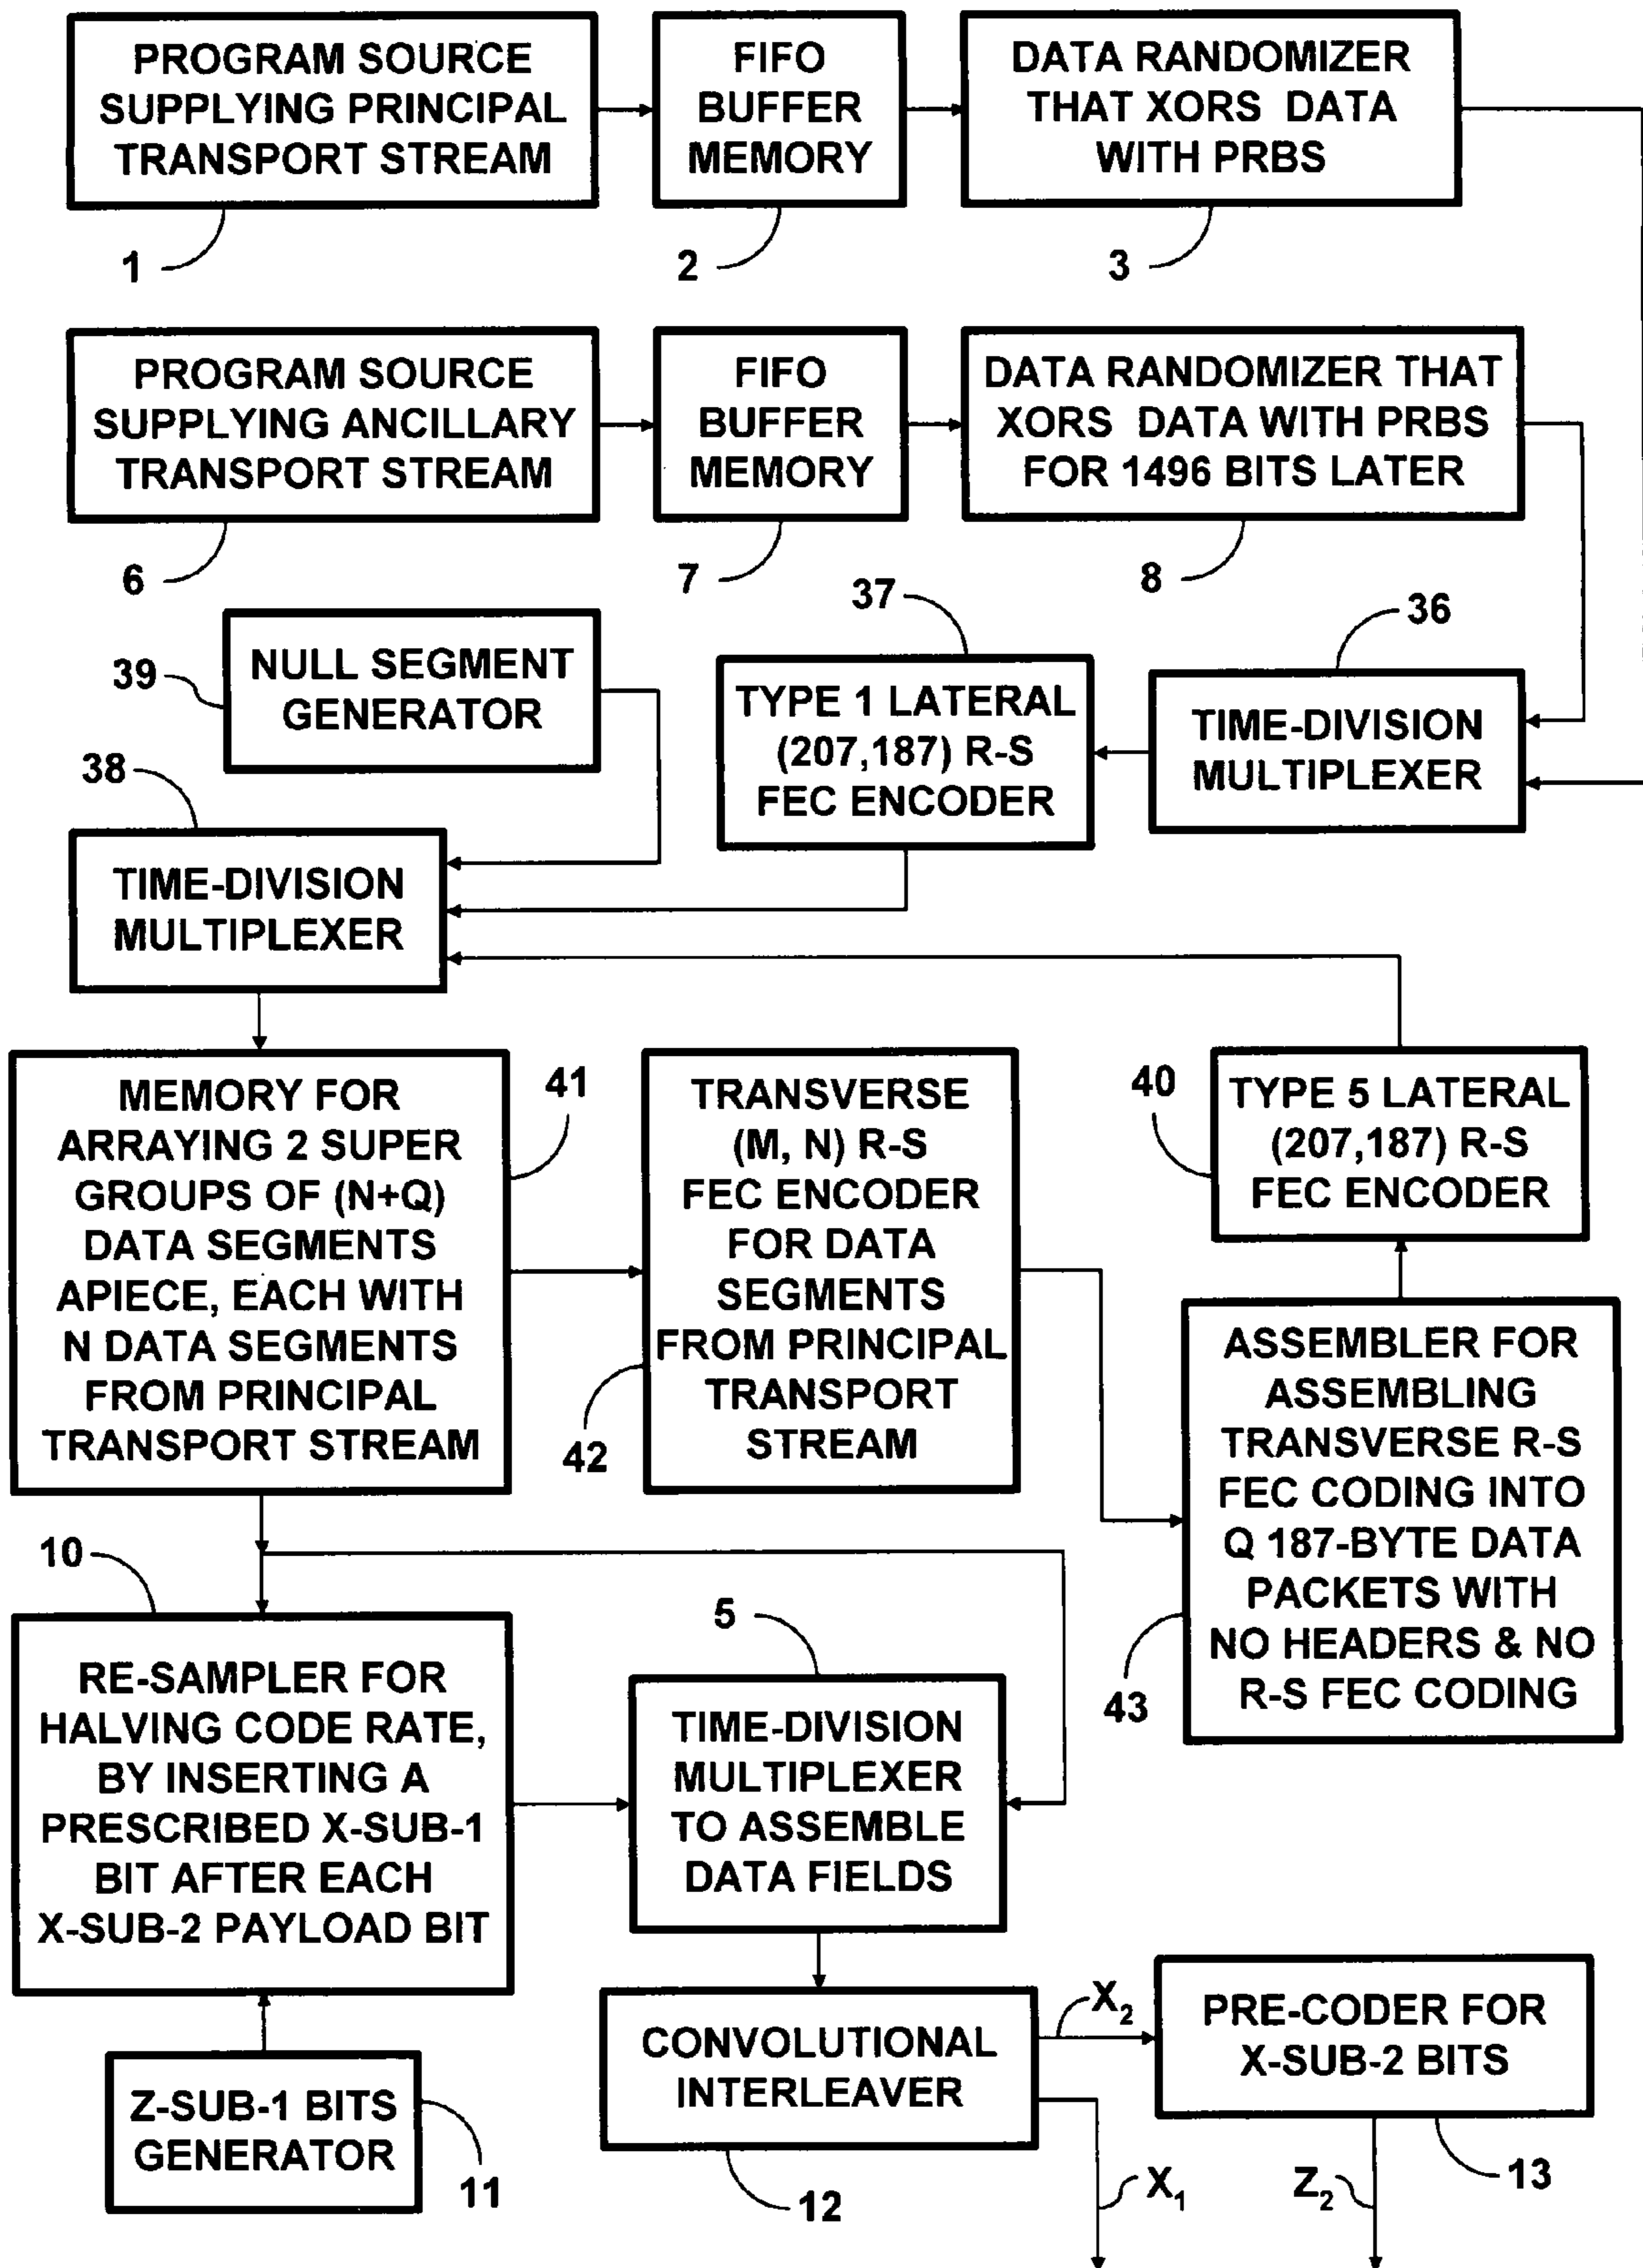 PROGRAM SOURCE
SUPPLYING PRINCIPAL
TRANSPORT STREAM
1
FIFO
BUFFER
MEMORY
2
DATA RANDOMIZER
THAT XORS DATA
WITH PRBS
3
PROGRAM SOURCE
SUPPLYING ANCILLARY
TRANSPORT STREAM
6
FIFO
BUFFER
MEMORY
7
DATA RANDOMIZER THAT
XORS DATA WITH PRBS
FOR 1496 BITS LATER
8
39
NULL SEGMENT
GENERATOR
37
TYPE 1 LATERAL
(207,187) R-S
FEC ENCODER
36
TIME-DIVISION
MULTIPLEXER
38
TIME-DIVISION
MULTIPLEXER
MEMORY FOR
ARRAYING 2 SUPER
GROUPS OF (N+Q)
DATA SEGMENTS
APIECE, EACH WITH
N DATA SEGMENTS
FROM PRINCIPAL
TRANSPORT STREAM
41
TRANSVERSE
(M, N) R-S
FEC ENCODER
FOR DATA
SEGMENTS
FROM PRINCIPAL
TRANSPORT
STREAM
42
40
TYPE 5 LATERAL
(207,187) R-S
FEC ENCODER
ASSEMBLER FOR
ASSEMBLING
TRANSVERSE R-S
FEC CODING INTO
Q 187-BYTE DATA
PACKETS WITH
NO HEADERS & NO
R-S FEC CODING
43
10
RE-SAMPLER FOR
HALVING CODE RATE,
BY INSERTING A
PRESCRIBED X-SUB-1
BIT AFTER EACH
X-SUB-2 PAYLOAD BIT
5
TIME-DIVISION
MULTIPLEXER
TO ASSEMBLE
DATA FIELDS
Z-SUB-1 BITS
GENERATOR
11
CONVOLUTIONAL
INTERLEAVER
12
X₂
X₁
PRE-CODER FOR
X-SUB-2 BITS
13
Z₂